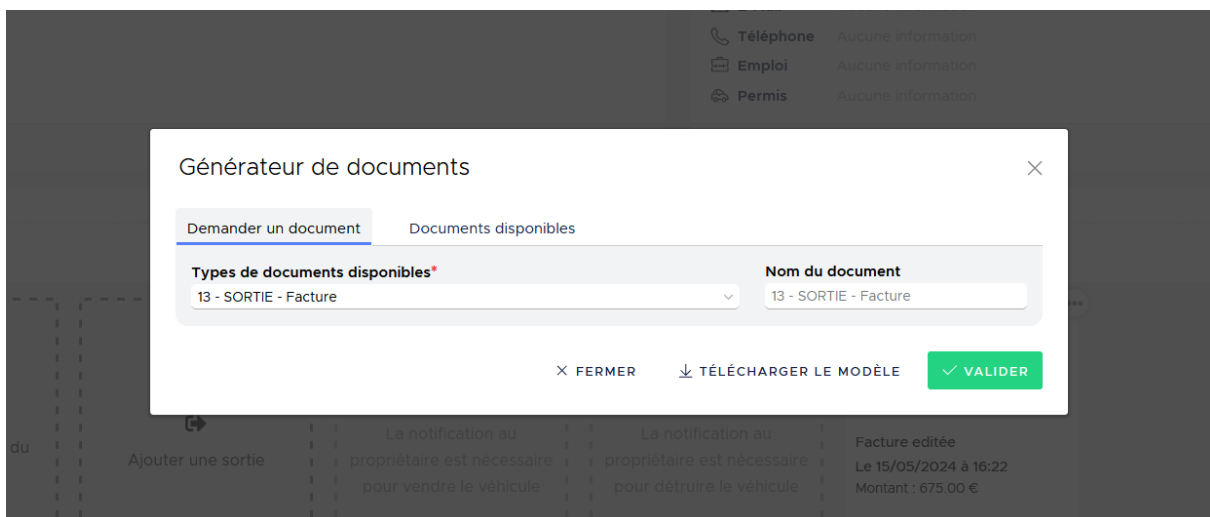 Téléphone Aucune information
Emploi Aucune information
Permis Aucune information
Générateur de documents
Demander un document Documents disponibles
Types de documents disponibles* Nom du document
13 - SORTIE - Facture 13 - SORTIE - Facture
FERMER TÉLÉCHARGER LE MODÈLE VALIDER
du
Ajouter une sortie
La notification au
propriétaire est nécessaire
pour vendre le véhicule
La notification au
propriétaire est nécessaire
pour détruire le véhicule
Facture editée
Le 15/05/2024 à 16:22
Montant : 675.00 €